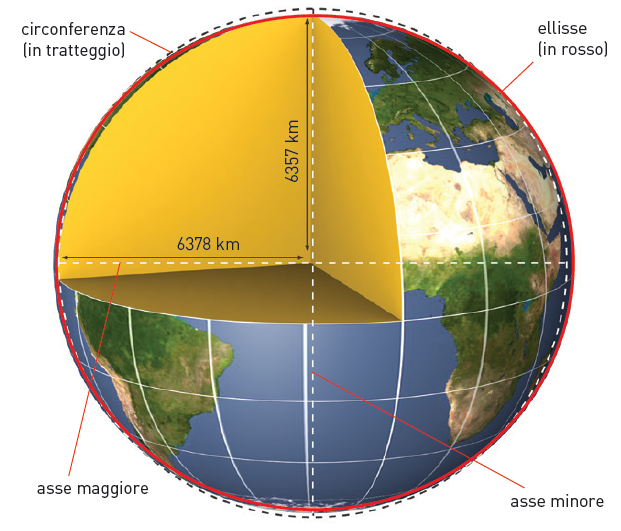 circonferenza
(in tratteggio)
ellisse
(in rosso)
6357 km
6378 km
asse maggiore
asse minore